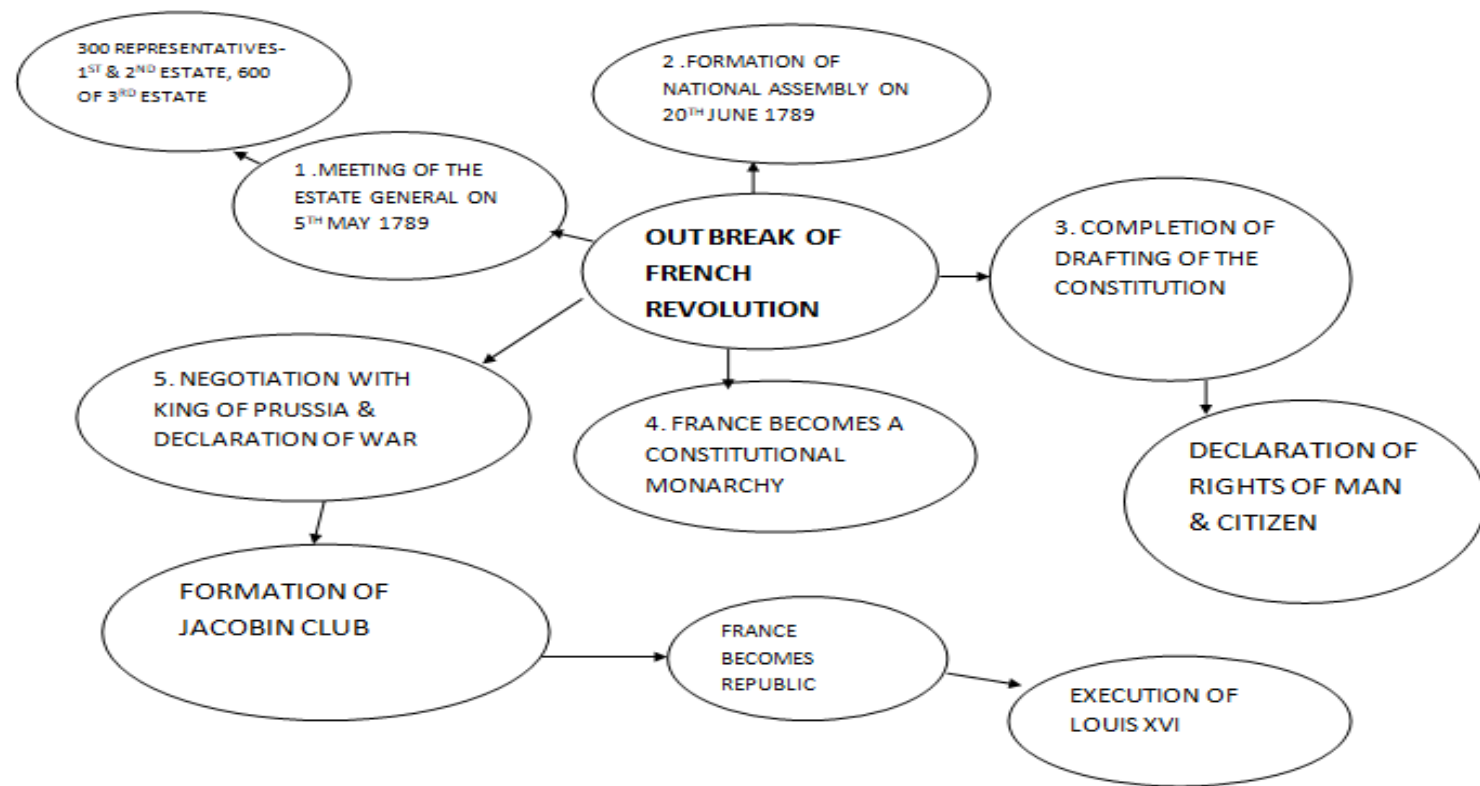 300 REPRESENTATIVES-
1ST & 2ND ESTATE, 600
OF 3RD ESTATE
2 .FORMATION OF
NATIONAL ASSEMBLY ON
20TH JUNE 1789
1 .MEETING OF THE
ESTATE GENERAL ON
5TH MAY 1789
OUT BREAK OF
FRENCH
REVOLUTION
3. COMPLETION OF
DRAFTING OF THE
CONSTITUTION
5. NEGOTIATION WITH
KING OF PRUSSIA &
DECLARATION OF WAR
4. FRANCE BECOMES A
CONSTITUTIONAL
MONARCHY
DECLARATION OF
RIGHTS OF MAN
& CITIZEN
FORMATION OF
JACOBIN CLUB
FRANCE
BECOMES
REPUBLIC
EXECUTION OF
LOUIS XVI